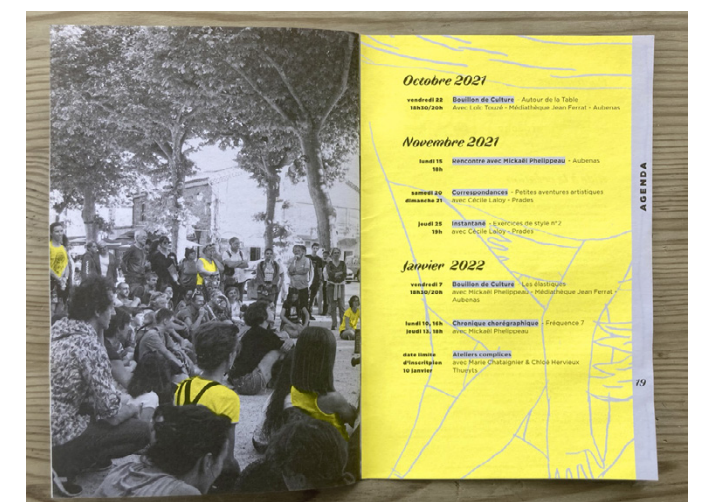 Octobre 2021
vendredi 22 Bouillon de Culture - Autour de la Table
18h30/20h Avec Loïc Touzé - Médiathèque Jean Ferrat - Aubenas
Novembre 2021
lundi 15 Rencontre avec Mickaël Phelippeau - Aubenas
18h
samedi 20 Correspondances - Petites aventures artistiques
dimanche 21 avec Cécile Laloy - Prades
jeudi 25 Instantané - Exercices de style n°2
19h avec Cécile Laloy - Prades
Janvier 2022
vendredi 7 Bouillon de Culture - Les élastiques
18h30/20h avec Mickaël Phelippeau - Médiathèque Jean Ferrat -
Aubenas
lundi 10, 16h Chronique chorégraphique - Fréquence 7
jeudi 13, 18h avec Mickaël Phelippeau
date limite Ateliers complices
d'inscription avec Marie Chataignier & Chloé Hervieux
10 janvier Thueyts
AGENDA
19